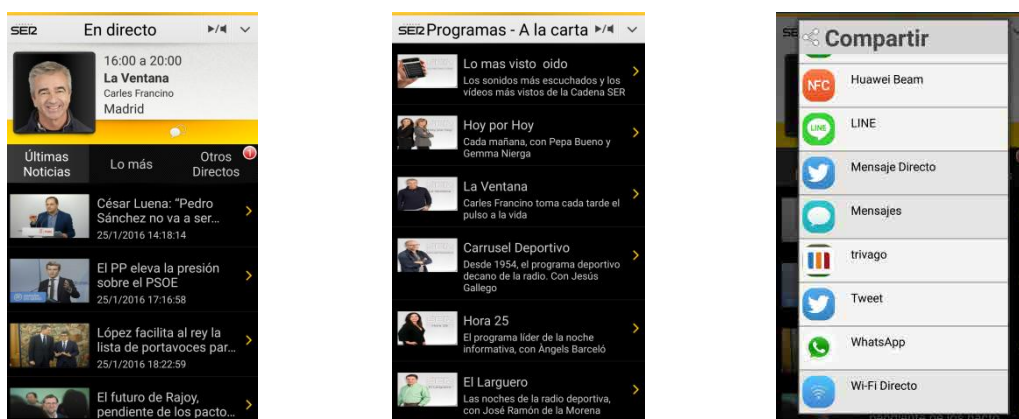 SER
En directo
16:00 a 20:00
La Ventana
Carles Francino
Madrid
Últimas
Noticias
Lo más
Otros
Directos
César Luena: “Pedro
Sánchez no va a ser...
25/1/2016 14:18:14
El PP eleva la presión
sobre el PSOE
25/1/2016 17:16:58
López facilita al rey la
lista de portavoces par...
25/1/2016 18:22:59
El futuro de Rajoy,
pendiente de los pacto...
SER Programas - A la carta
Lo mas visto oido
Los sonidos más escuchados y los
vídeos más vistos de la Cadena SER
Hoy por Hoy
Cada mañana, con Pepa Bueno y
Gemma Nierga
La Ventana
Carles Francino toma cada tarde el
pulso a la vida
Carrusel Deportivo
Desde 1954, el programa deportivo
decano de la radio. Con Jesús
Gallego
Hora 25
El programa líder de la noche
informativa, con Àngels Barceló
El Larguero
Las noches de la radio deportiva,
con José Ramón de la Morena
Compartir
NFC
Huawei Beam
LINE
LINE
Mensaje Directo
Mensajes
trivago
Tweet
WhatsApp
Wi-Fi Directo
pendiente de los pacto